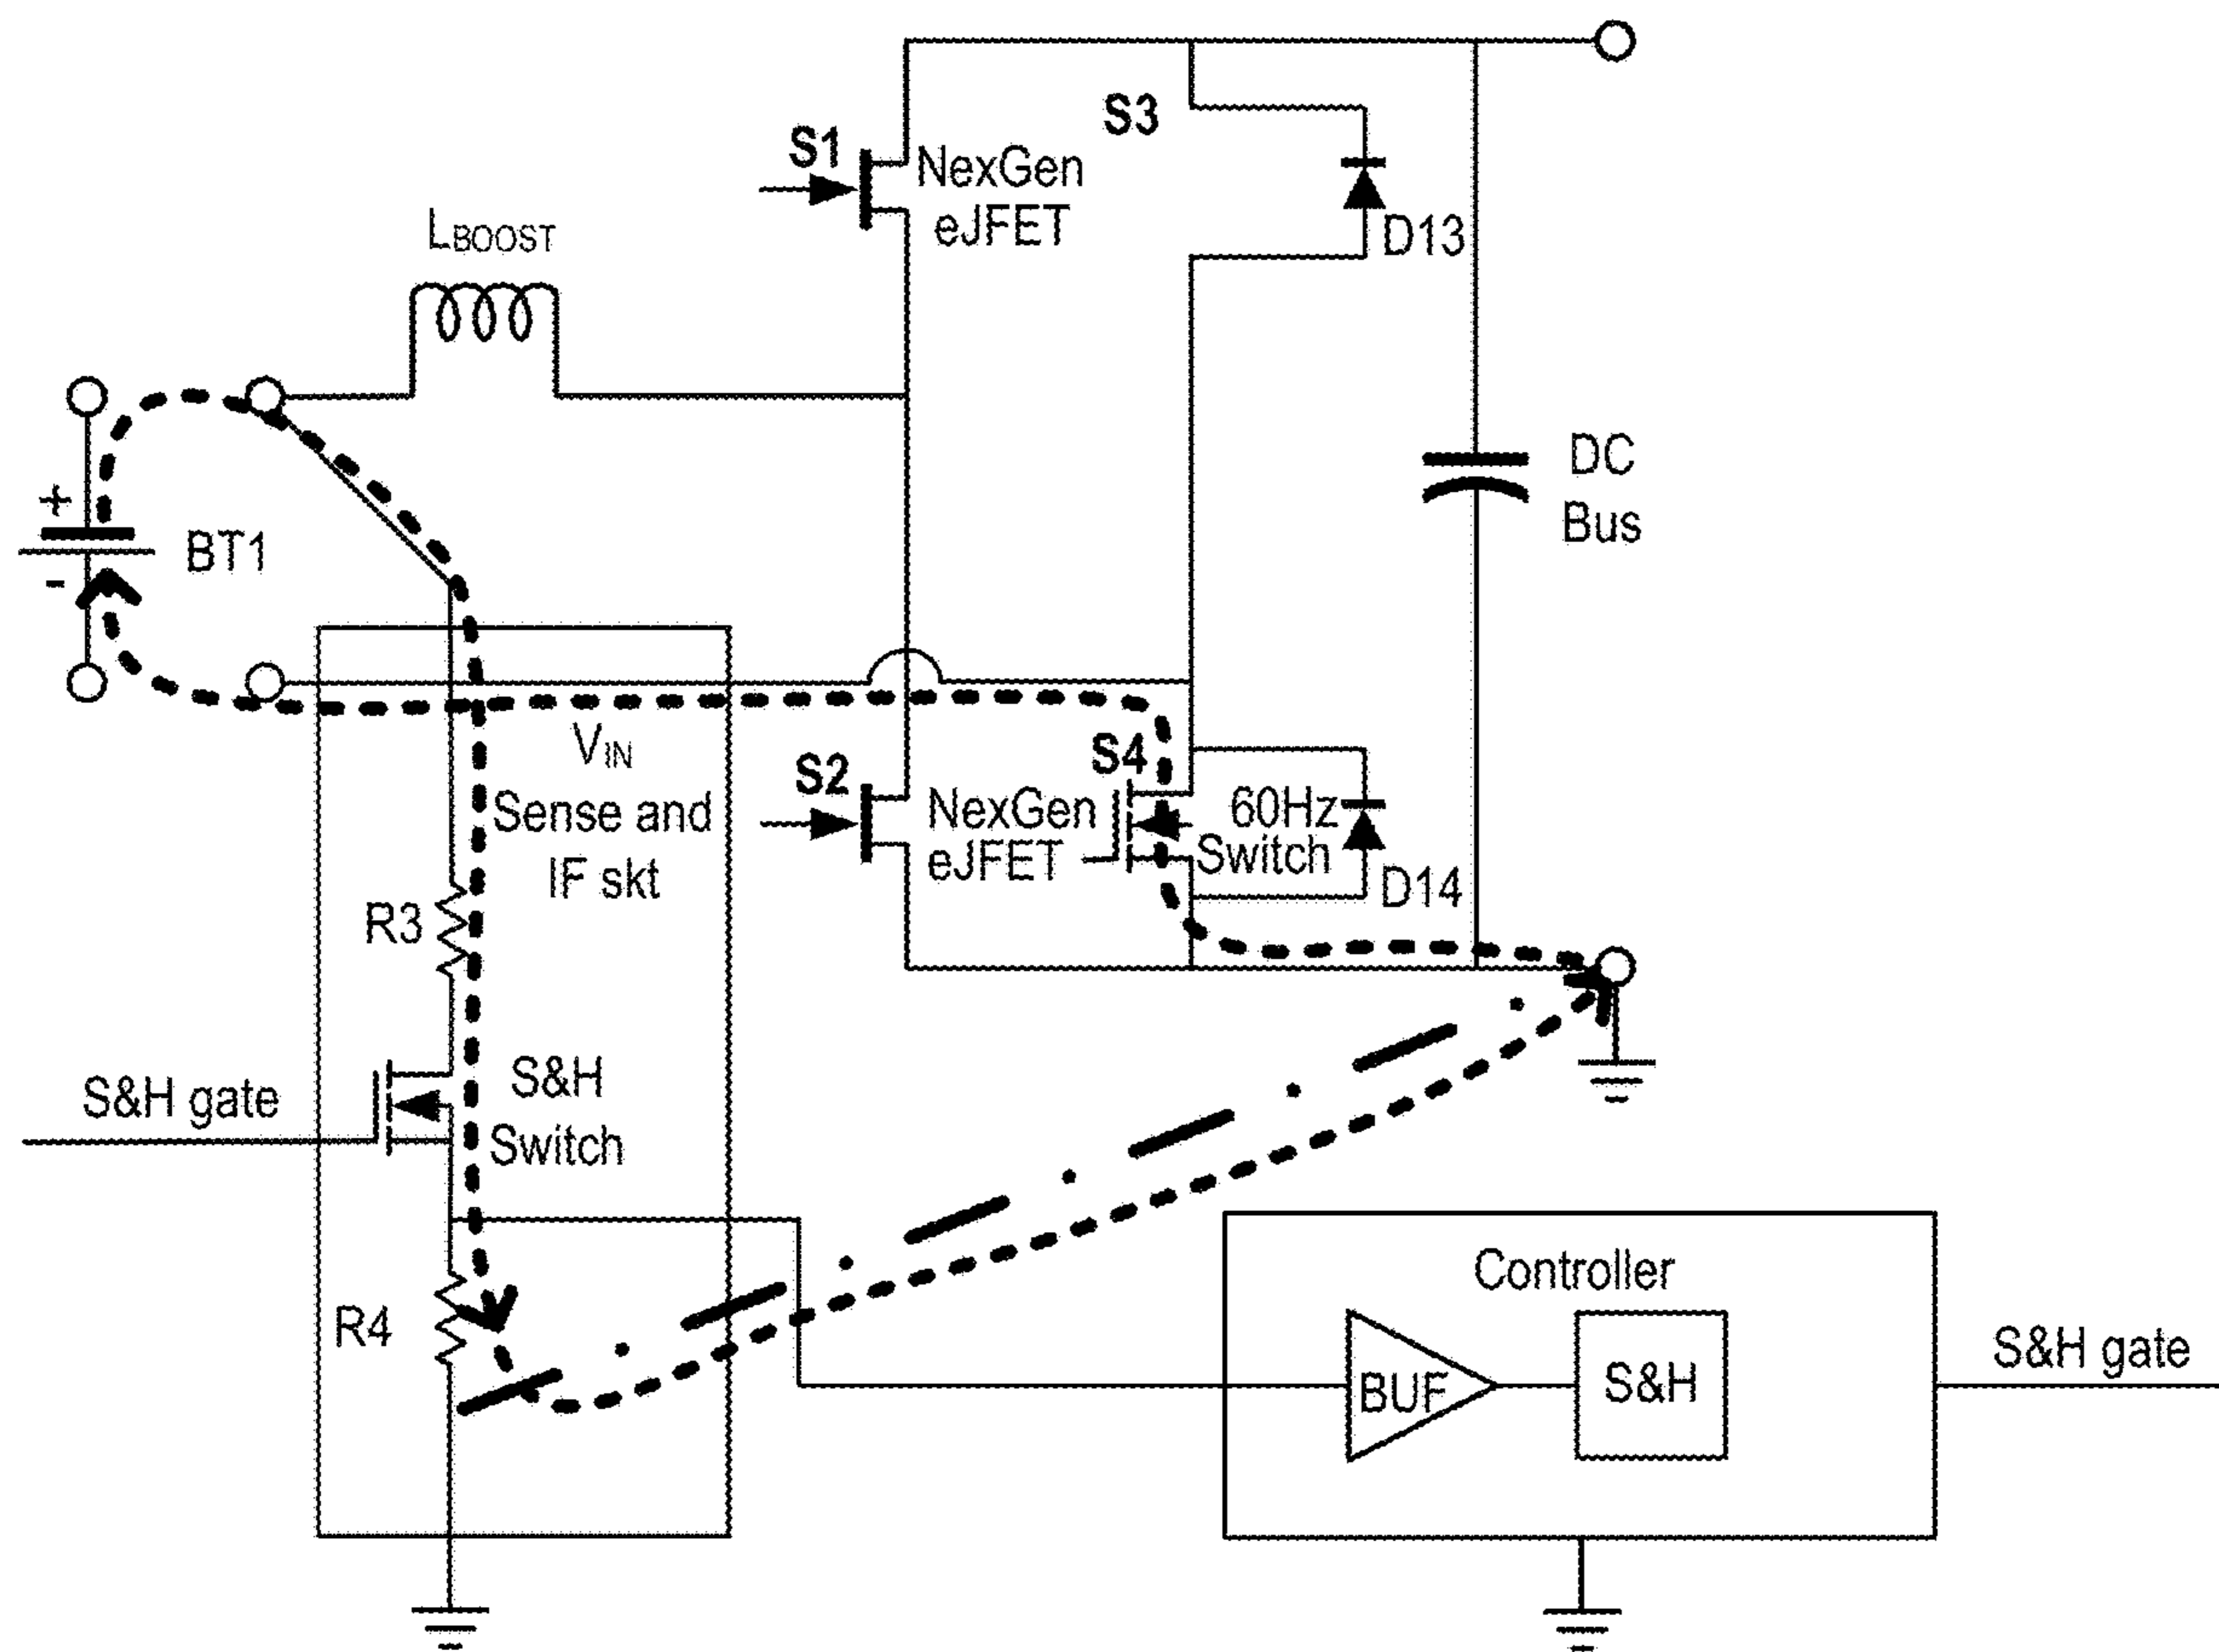 S1
NexGen
eJFET
S3
D13
LBOOST
+
BT1
-
DC
Bus
VIN
Sense and
IF skt
S2
NexGen
eJFET
S4
60Hz
Switch
D14
R3
S&H gate
S&H
Switch
R4
Controller
BUF
S&H
S&H gate